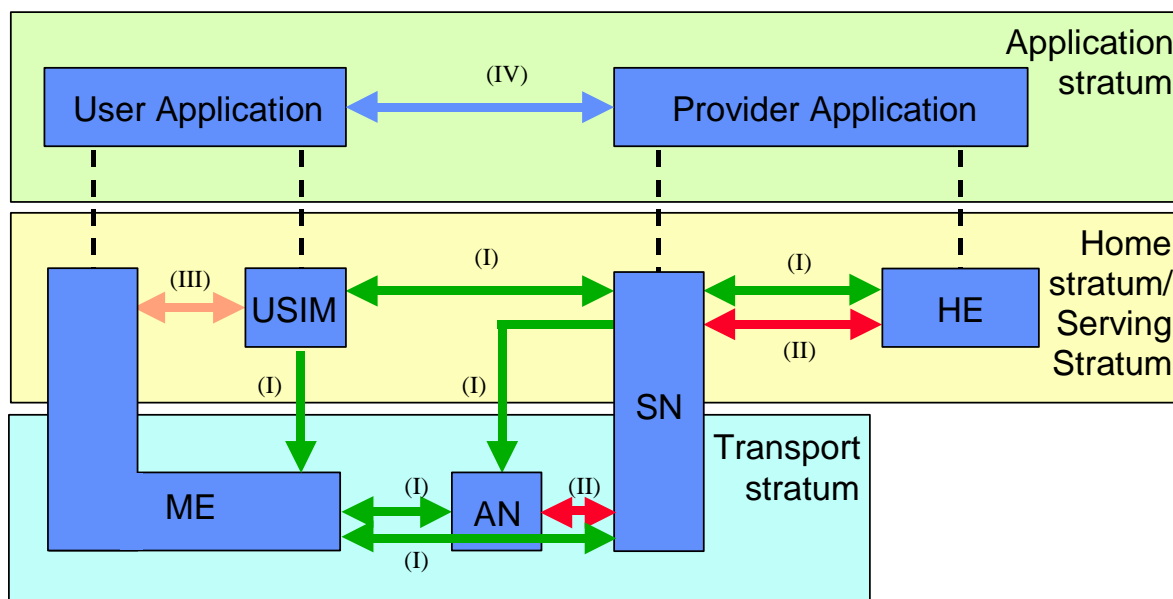 Application
stratum
(IV)
User Application
Provider Application
Home
stratum/
Serving
Stratum
(I)
(I)
(III)
USIM
HE
(II)
(I)
(I)
SN
Transport
stratum
(I)
(II)
ME
AN
(I)